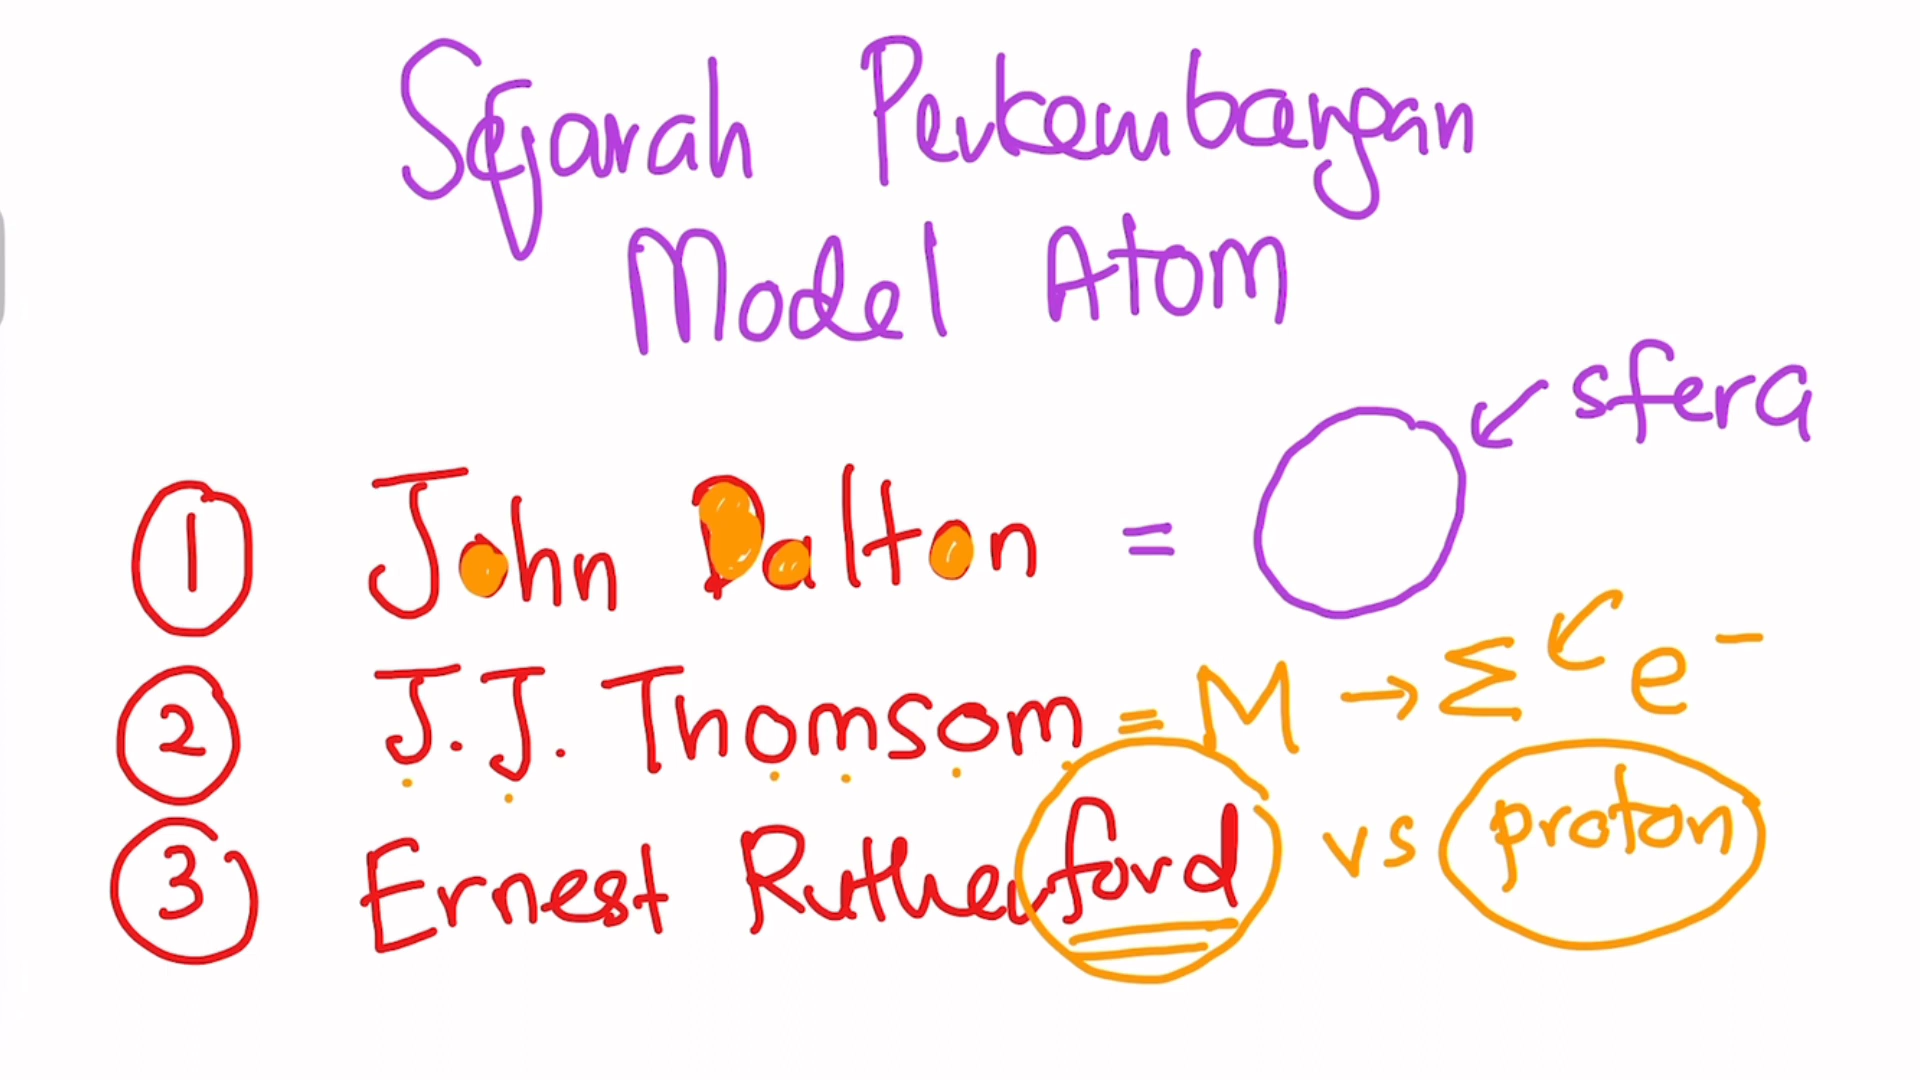 Sejarah Perkembangan
Model Atom
sfera
1 John Dalton =
2 J.J. Thomsom = M → Σ e⁻
3 Ernest Rutherford vs proton